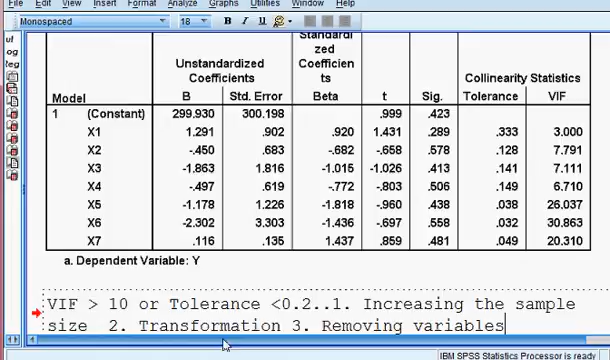 File Edit View Insert Format Analyze Graphs Utilities Window Help
Monospaced 18 B I U
Unstandardized Coefficients
Standardi
zed
Coefficien
ts
Collinearity Statistics
Model B Std. Error Beta t Sig. Tolerance VIF
1 (Constant) 299.930 300.198 .999 .423
X1 1.291 .902 .920 1.431 .289 .333 3.000
X2 -.450 .683 -.682 -.658 .578 .128 7.791
X3 -1.863 1.816 -1.015 -1.026 .413 .141 7.111
X4 -.497 .619 -.772 -.803 .506 .149 6.710
X5 -1.178 1.226 -1.818 -.960 .438 .038 26.037
X6 -2.302 3.303 -1.436 -.697 .558 .032 30.863
X7 .116 .135 1.437 .859 .481 .049 20.310
a. Dependent Variable: Y
VIF > 10 or Tolerance <0.2..1. Increasing the sample
size 2. Transformation 3. Removing variables
IBM SPSS Statistics Processor is ready